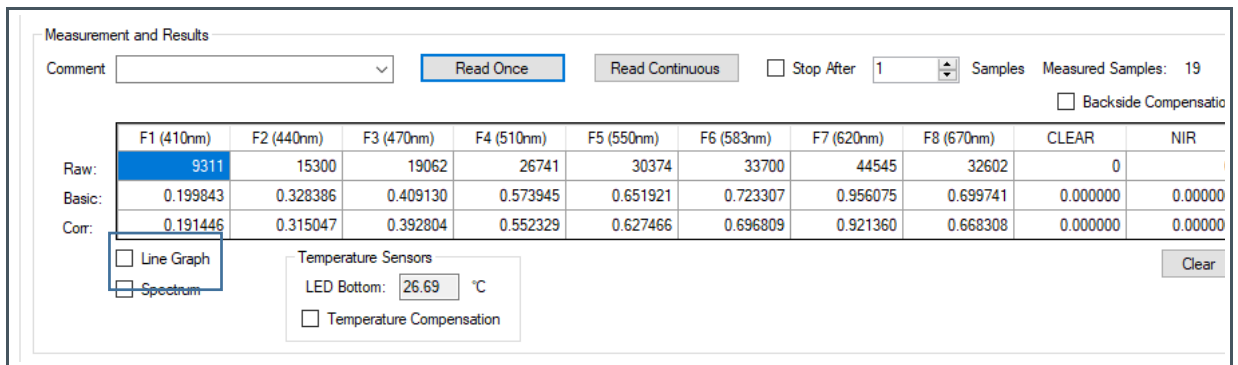 Measurement and Results
Comment Read Once Read Continuous Stop After 1 Samples Measured Samples: 19
Backside Compensatio
F1 (410nm) F2 (440nm) F3 (470nm) F4 (510nm) F5 (550nm) F6 (583nm) F7 (620nm) F8 (670nm) CLEAR NIR
Raw: 9311 15300 19062 26741 30374 33700 44545 32602 0
Basic: 0.199843 0.328386 0.409130 0.573945 0.651921 0.723307 0.956075 0.699741 0.000000 0.00000
Corr: 0.191446 0.315047 0.392804 0.552329 0.627466 0.696809 0.921360 0.668308 0.000000 0.00000
Line Graph Temperature Sensors Clear
Spectrum LED Bottom: 26.69 °C
Temperature Compensation